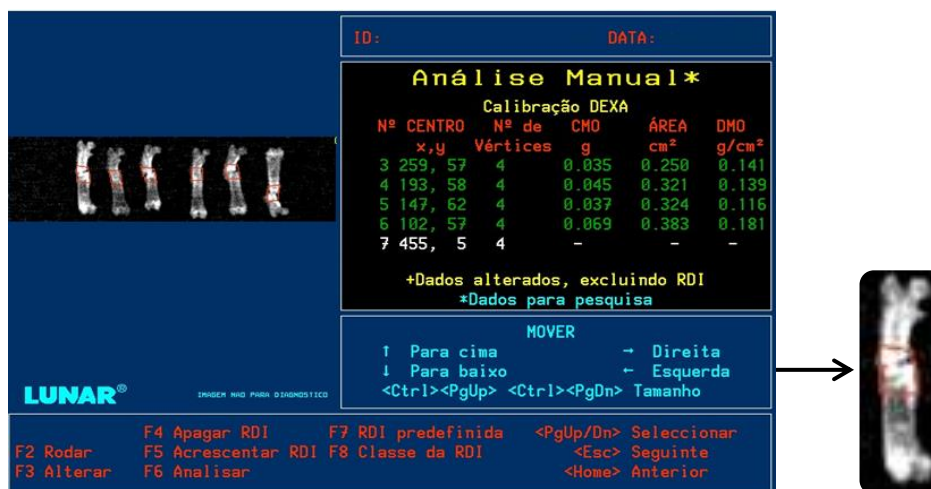 ID: DATA:
Análise Manual*
Calibração DEXA
Nº CENTRO Nº de CMO ÁREA DMO
x,y Vértices g cm² g/cm²
3 259, 57 4 0.035 0.250 0.141
4 193, 58 4 0.045 0.321 0.139
5 147, 62 4 0.037 0.324 0.116
6 102, 57 4 0.069 0.383 0.181
7 455, 5 4 - - -
+Dados alterados, excluindo RDI
*Dados para pesquisa
MOVER
↑ Para cima → Direita
↓ Para baixo ← Esquerda
<Ctrl><PgUp> <Ctrl><PgDn> Tamanho
LUNAR® IMAGEM NAO PARA DIAGNOSTICO
F4 Apagar RDI F7 RDI predefinida <PgUp/Dn> Seleccionar
F2 Rodar F5 Acrescentar RDI F8 Classe da RDI <Esc> Seguinte
F3 Alterar F6 Analisar <Home> Anterior